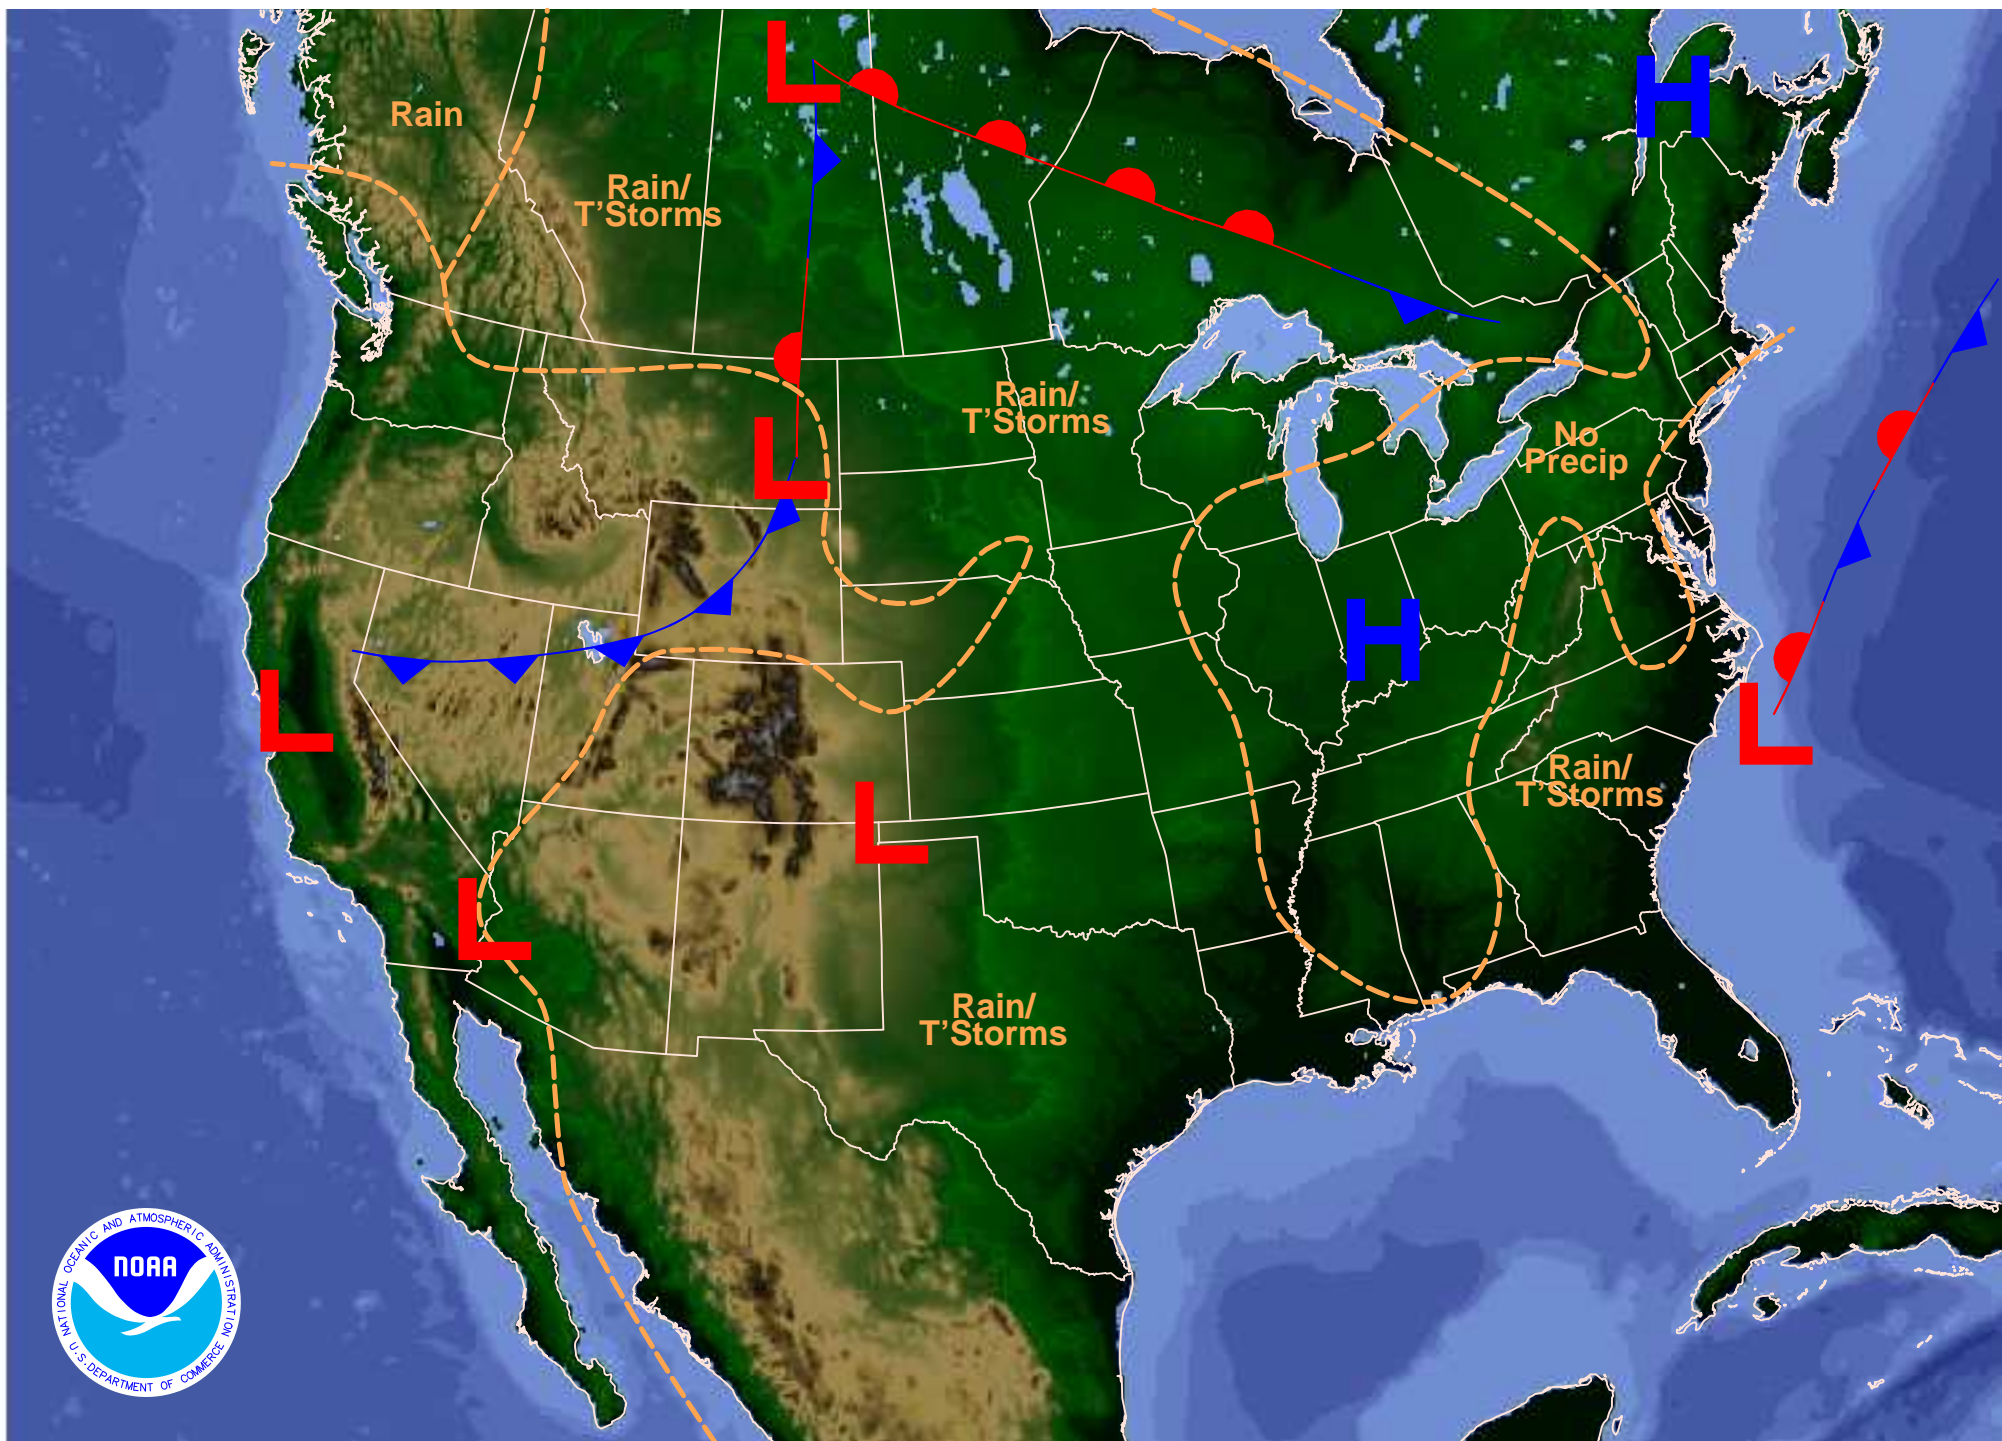 L
H
Rain
Rain/
T'Storms
Rain/
T'Storms
L
No
Precip
H
L
L
Rain/
T'Storms
L
L
Rain/
T'Storms
NATIONAL OCEANIC AND ATMOSPHERIC ADMINISTRATION
NOAA
U.S. DEPARTMENT OF COMMERCE